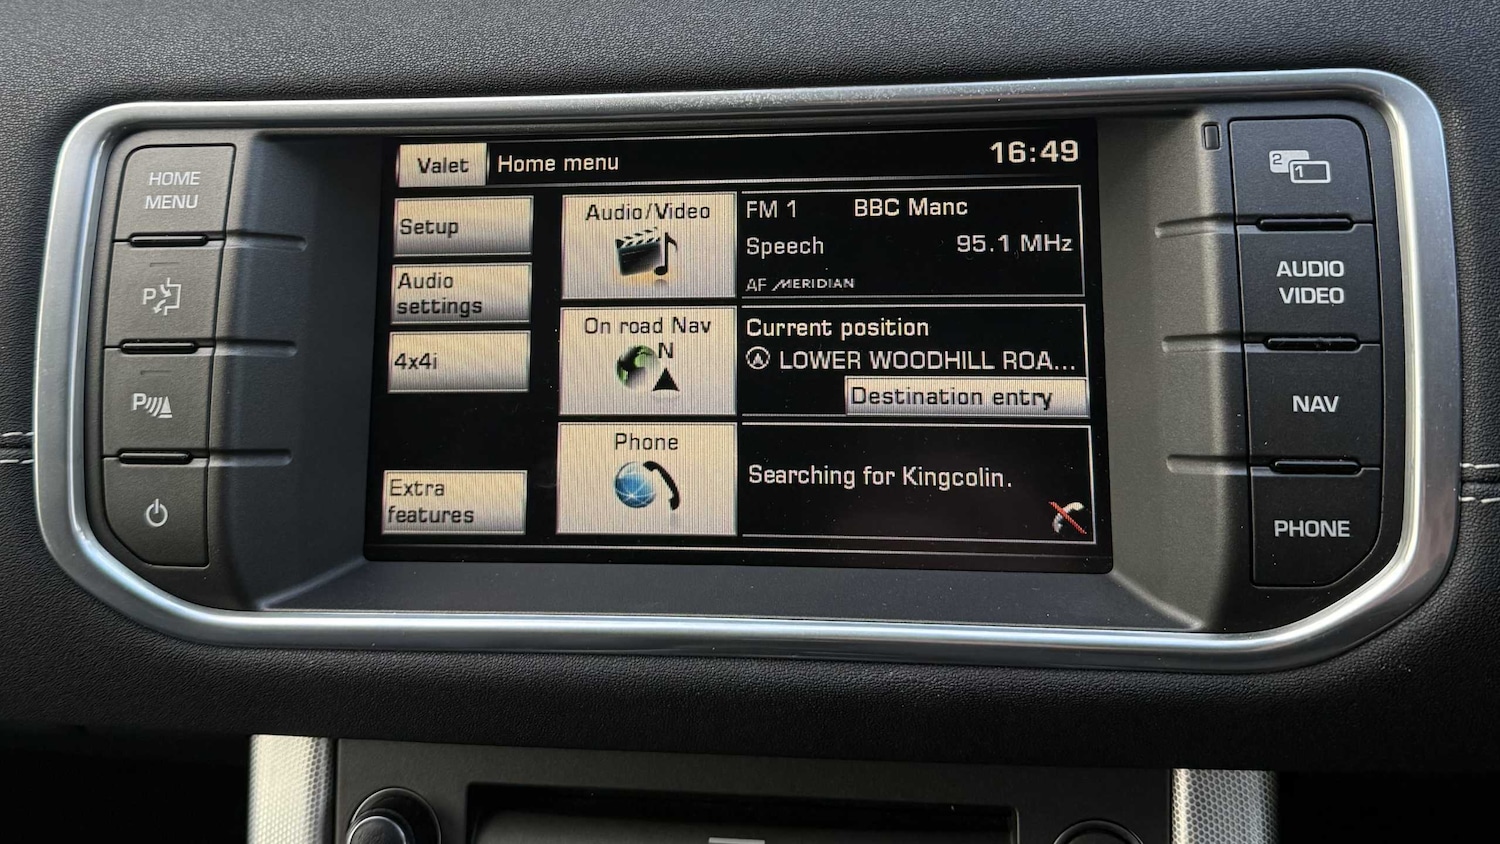 HOME
MENU
P
P
Valet
Home menu
16:49
Setup
Audio
settings
4x4i
Extra
features
Audio/Video
On road Nav
N
Phone
FM 1 BBC Manc
Speech 95.1 MHz
AF MERIDIAN
Current position
LOWER WOODHILL ROA...
Destination entry
Searching for Kingcolin.
2
1
AUDIO
VIDEO
NAV
PHONE